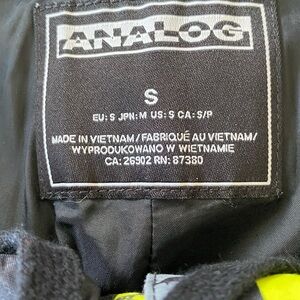 ANALOG
S
EU: S JPN: M US: S CA: S/P
MADE IN VIETNAM/FABRIQUÉ AU VIETNAM/
WYPRODUKOWANO W WIETNAMIE
CA: 26902 RN: 87380